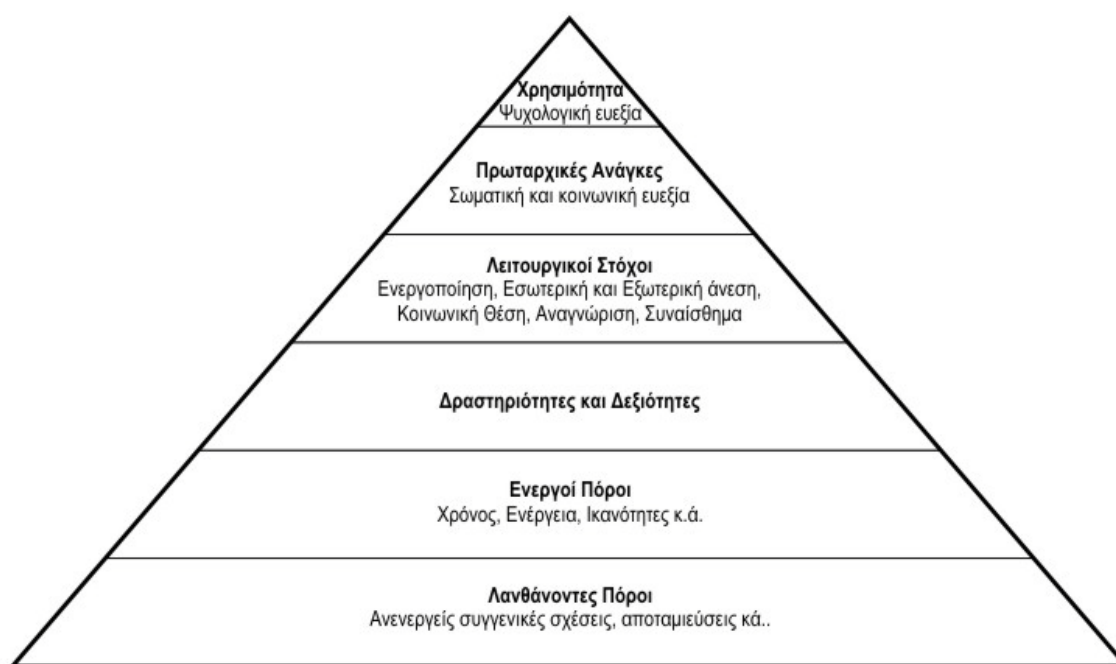 Χρησιμότητα
Ψυχολογική ευεξία
Πρωταρχικές Ανάγκες
Σωματική και κοινωνική ευεξία
Λειτουργικοί Στόχοι
Ενεργοποίηση, Εσωτερική και Εξωτερική άνεση,
Κοινωνική Θέση, Αναγνώριση, Συναίσθημα
Δραστηριότητες και Δεξιότητες
Ενεργοί Πόροι
Χρόνος, Ενέργεια, Ικανότητες κ.ά.
Λανθάνοντες Πόροι
Ανενεργείς συγγενικές σχέσεις, αποταμιεύσεις κά..